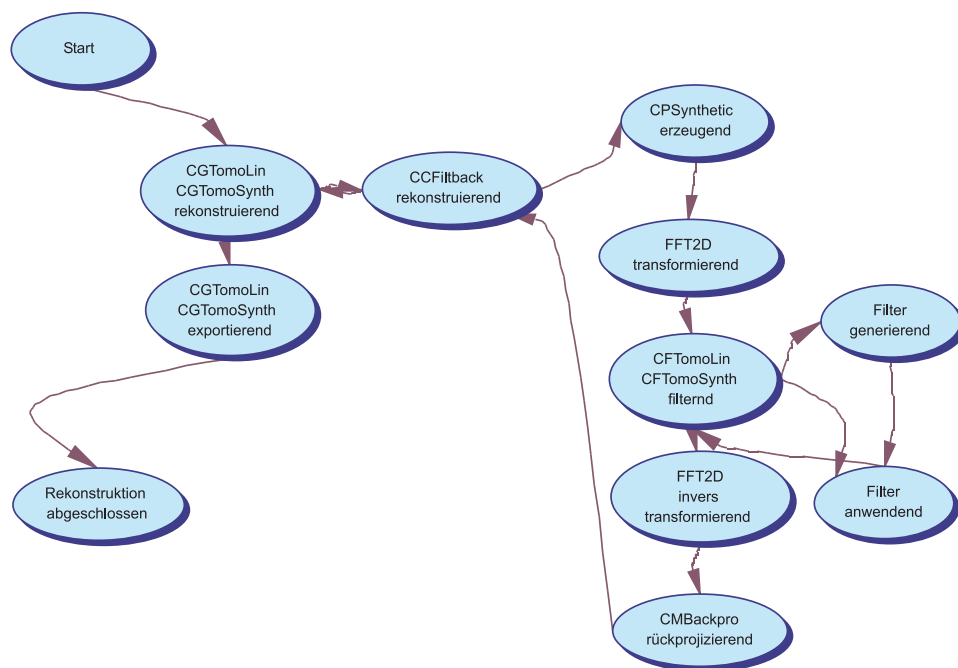 Start
CGTomoLin
CGTomoSynth
rekonstruierend
CCFiltback
rekonstruierend
CPSynthetic
erzeugend
FFT2D
transformierend
CGTomoLin
CGTomoSynth
exportierend
Filter
generierend
CFTomoLin
CFTomoSynth
filternd
Rekonstruktion
abgeschlossen
FFT2D
invers
transformierend
Filter
anwendend
CMBackpro
rückprojizierend